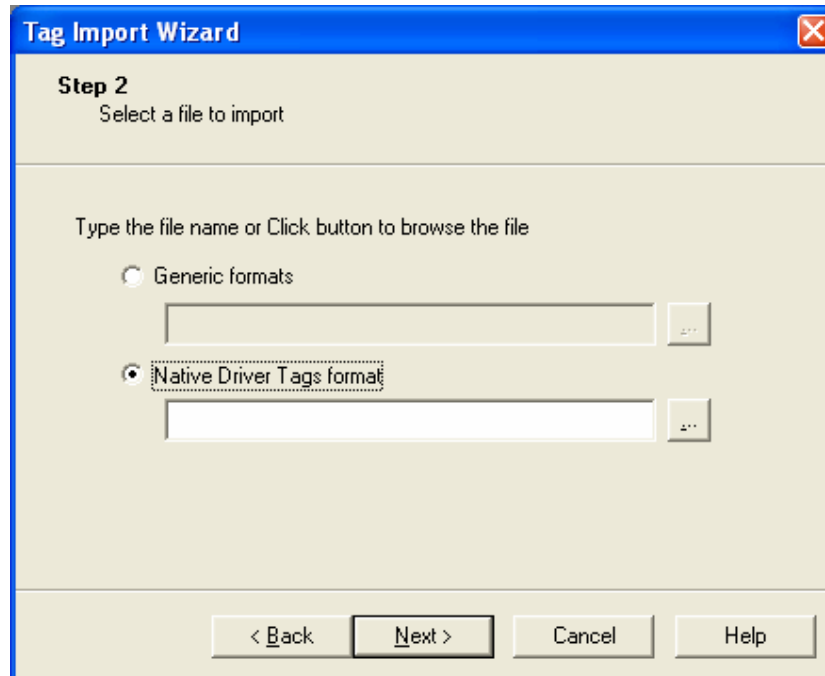 Tag Import Wizard
Step 2
Select a file to import
Type the file name or Click button to browse the file
Generic formats
...
Native Driver Tags format
...
< Back Next > Cancel Help